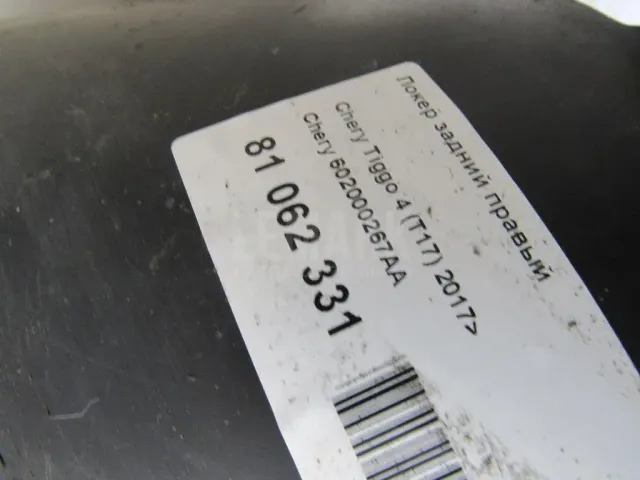 Локер задний правый
Chery Tiggo 4 (T17) 2017>
Chery 602000267AA
81 062 331